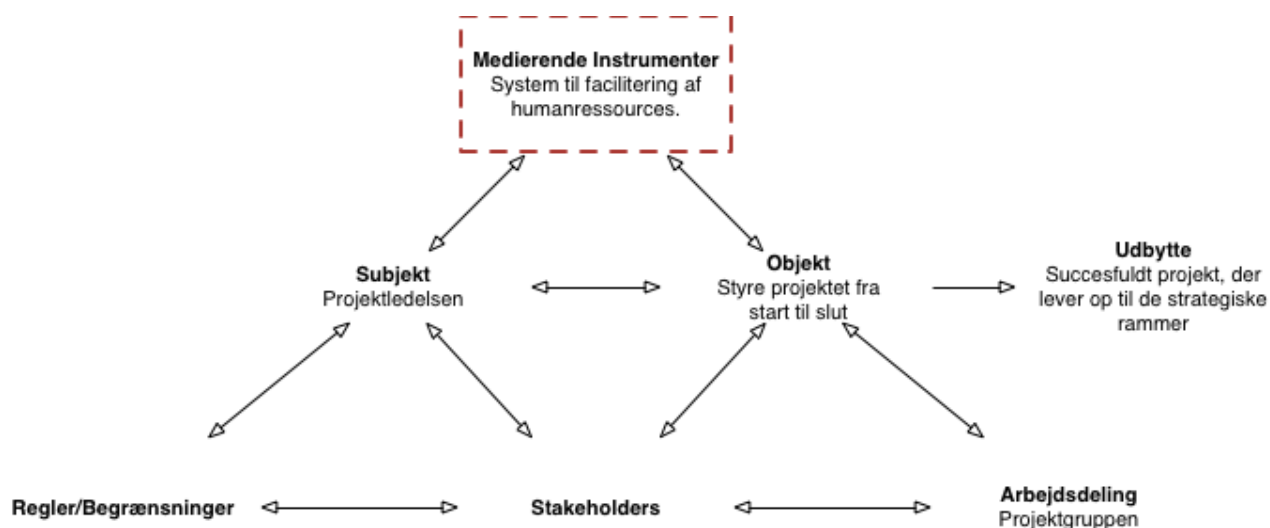 Medierende Instrumenter
System til facilitering af
humanressources.
Subjekt
Projektledelsen
Objekt
Styre projektet fra
start til slut
Udbytte
Succesfuldt projekt, der
lever op til de strategiske
rammer
Regler/Begrænsninger
Stakeholders
Arbejdsdeling
Projektgruppen